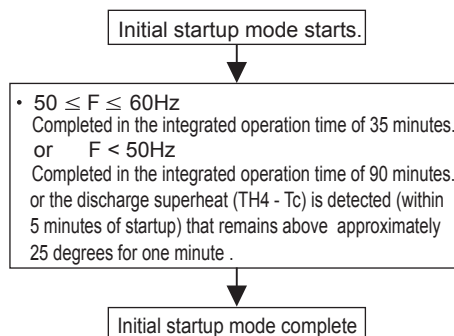 Initial startup mode starts.
• 50 ≤ F ≤ 60Hz
Completed in the integrated operation time of 35 minutes.
or F < 50Hz
Completed in the integrated operation time of 90 minutes.
or the discharge superheat (TH4 - Tc) is detected (within
5 minutes of startup) that remains above approximately
25 degrees for one minute .
Initial startup mode complete